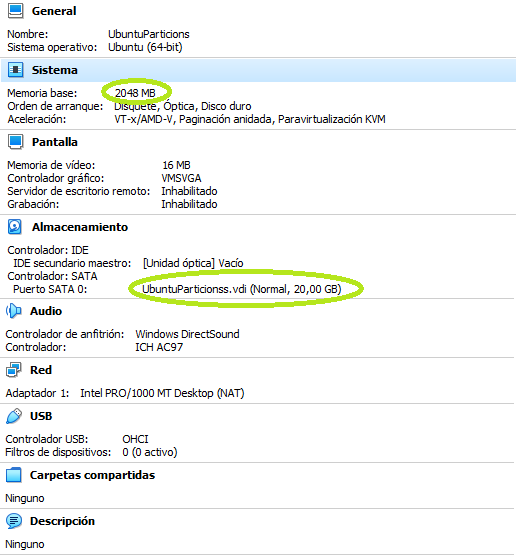 General
Nombre: UbuntuParticions
Sistema operativo: Ubuntu (64-bit)
Sistema
Memoria base: 2048 MB
Orden de arranque: Disquete, Óptica, Disco duro
Aceleración: VT-x/AMD-V, Paginación anidada, Paravirtualización KVM
Pantalla
Memoria de vídeo: 16 MB
Controlador gráfico: VMSVGA
Servidor de escritorio remoto: Inhabilitado
Grabación: Inhabilitado
Almacenamiento
Controlador: IDE
IDE secundario maestro: [Unidad óptica] Vacío
Controlador: SATA
Puerto SATA 0: UbuntuParticionss.vdi (Normal, 20,00 GB)
Audio
Controlador de anfitrión: Windows DirectSound
Controlador: ICH AC97
Red
Adaptador 1: Intel PRO/1000 MT Desktop (NAT)
USB
Controlador USB: OHCI
Filtros de dispositivos: 0 (0 activo)
Carpetas compartidas
Ninguno
Descripción
Ninguno